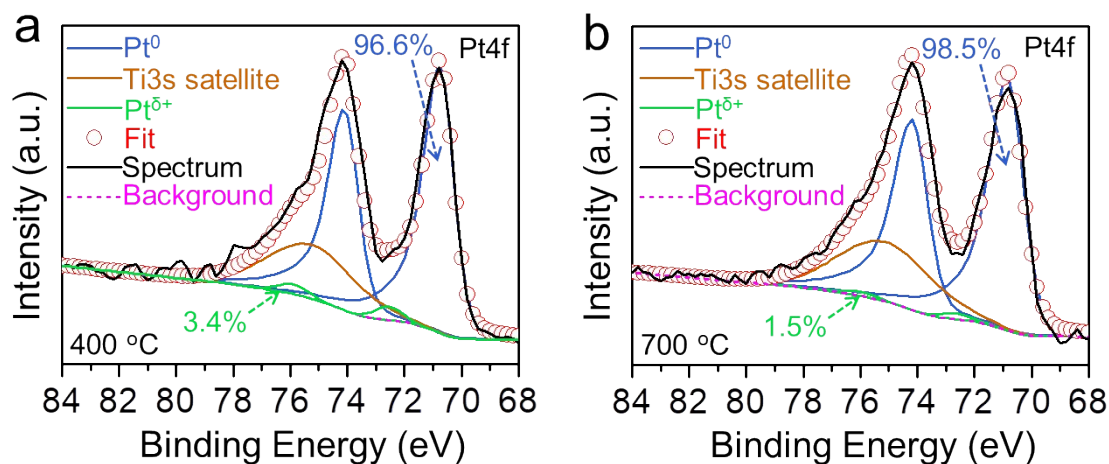 a
Pt⁰
Ti3s satellite
Pt^δ+
Fit
Spectrum
Background
96.6%
Pt4f
3.4%
400 °C
Intensity (a.u.)
84 82 80 78 76 74 72 70 68
Binding Energy (eV)
b
Pt⁰
Ti3s satellite
Pt^δ+
Fit
Spectrum
Background
98.5%
Pt4f
1.5%
700 °C
Intensity (a.u.)
84 82 80 78 76 74 72 70 68
Binding Energy (eV)